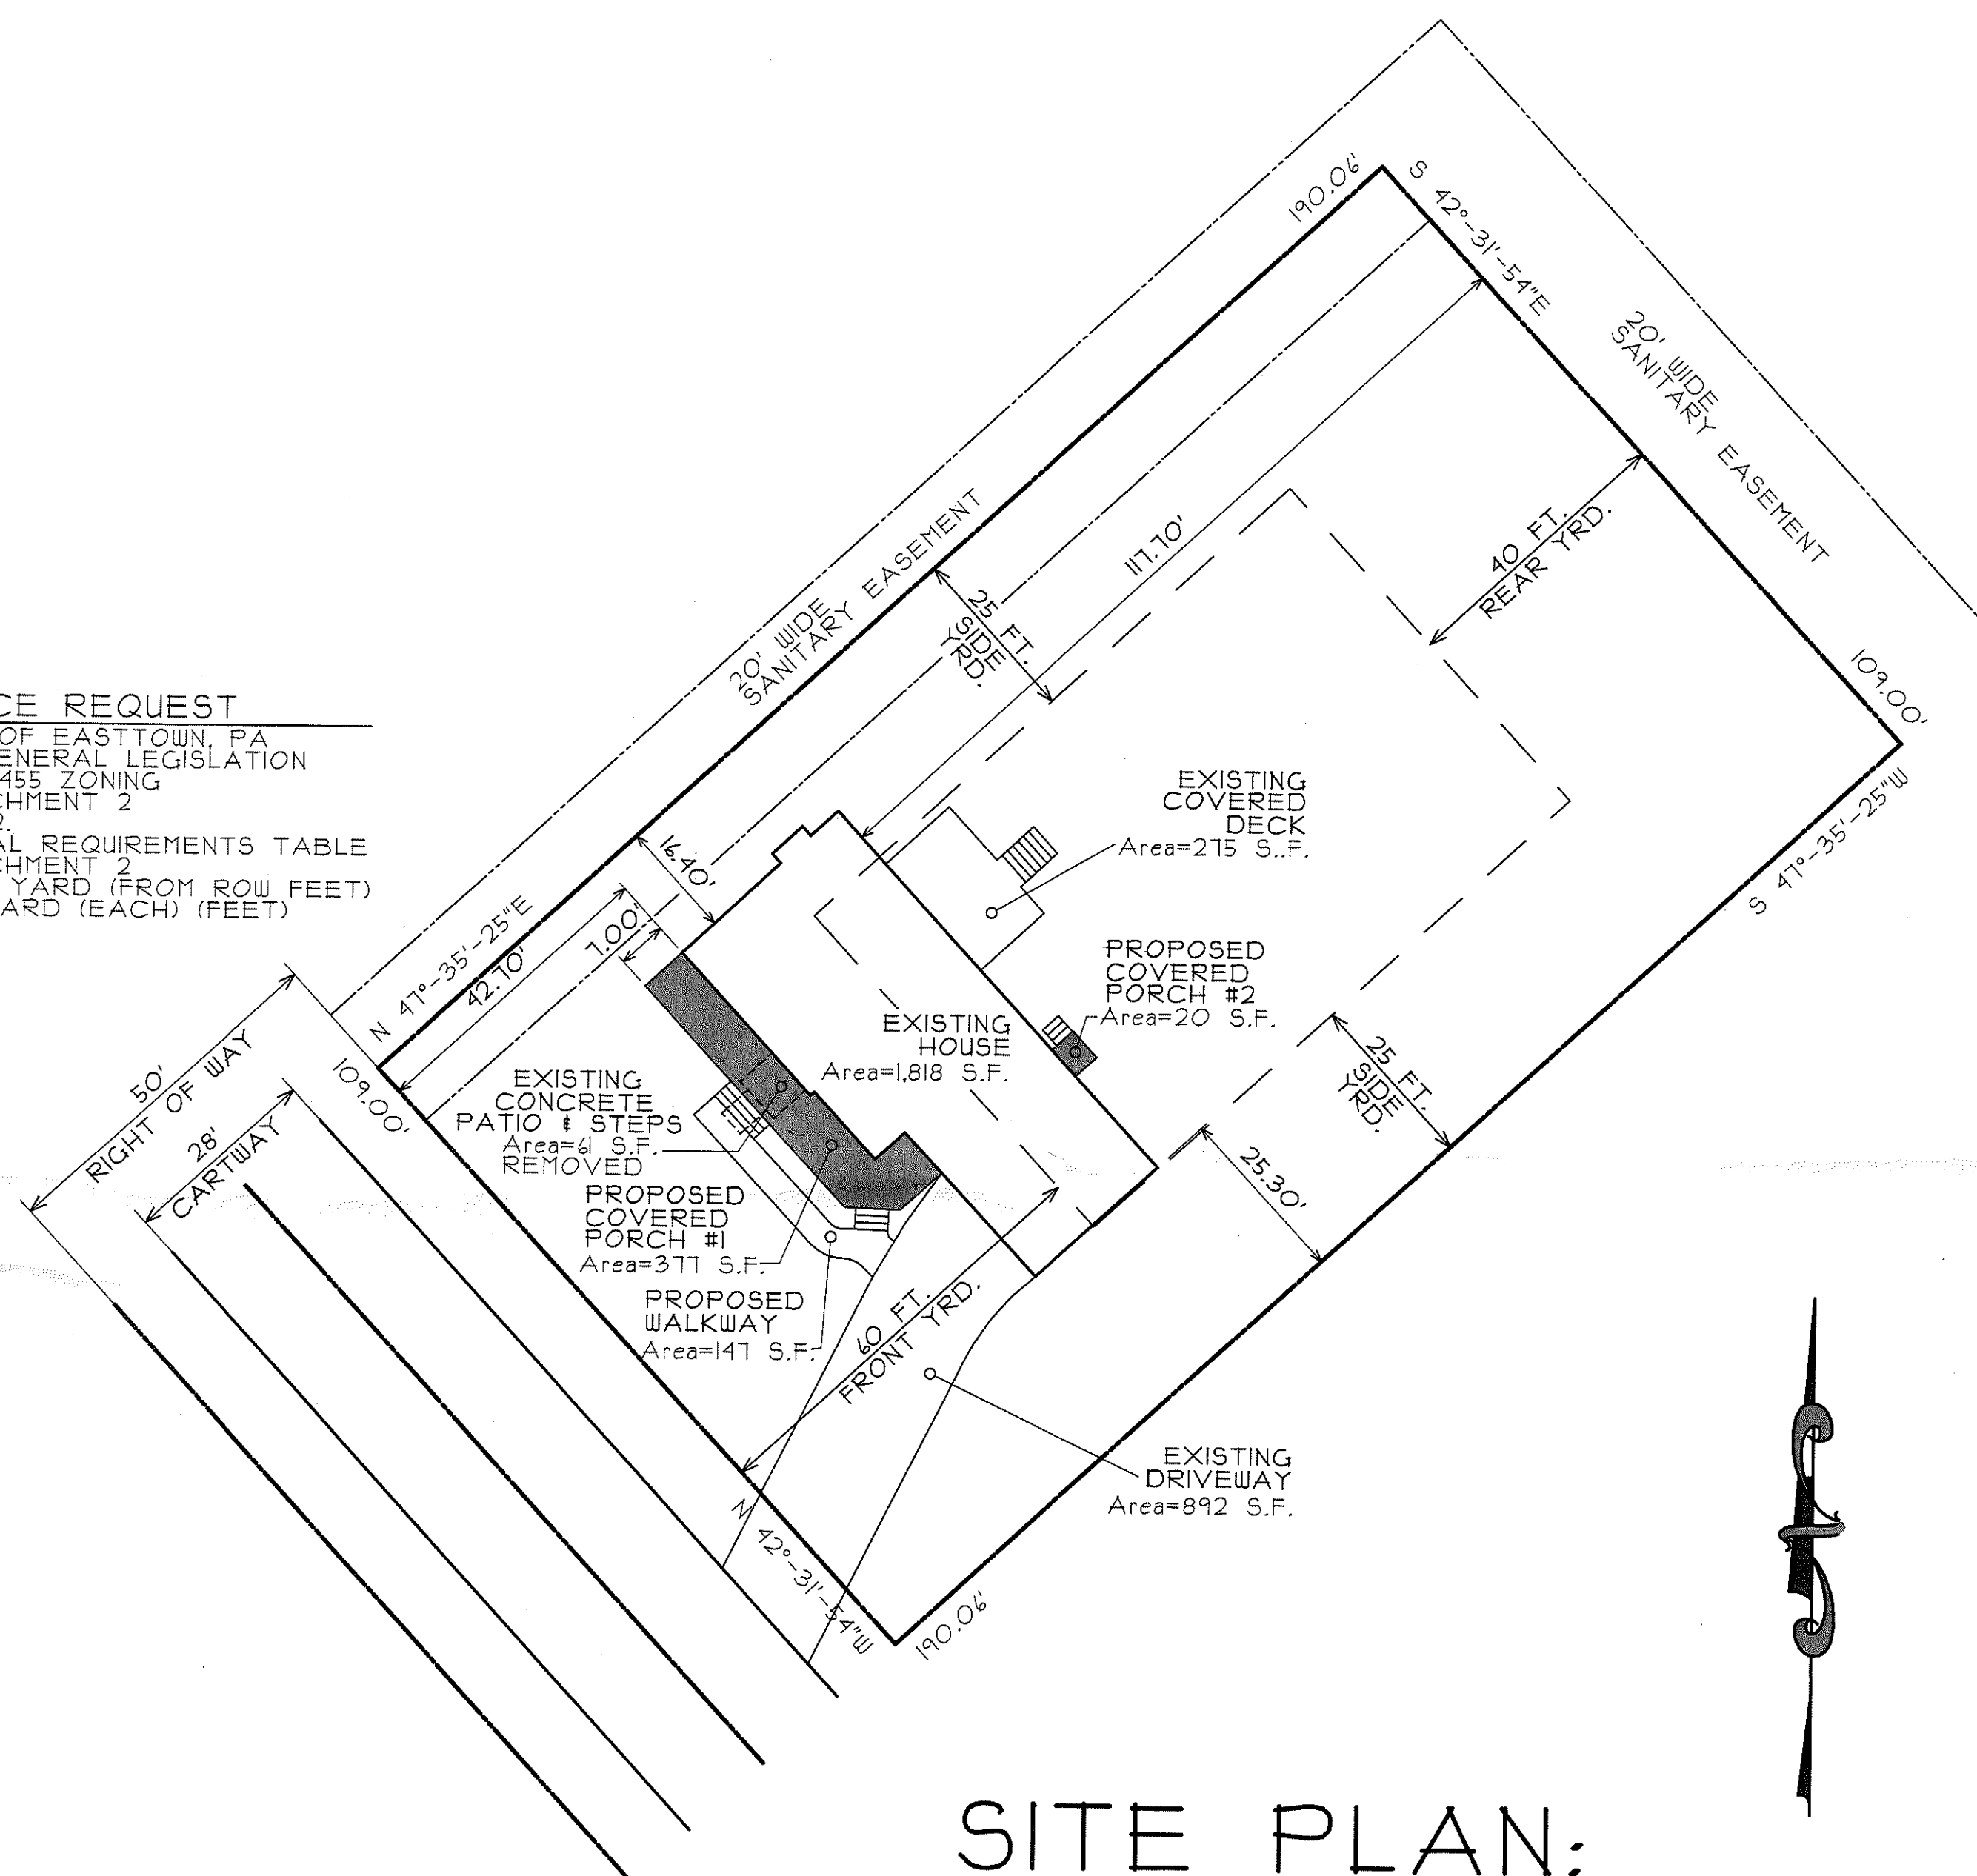 CE REQUEST
OF EASTTOWN, PA
ENERAL LEGISLATION
455 ZONING
CHMENT 2
2.
AL REQUIREMENTS TABLE
CHMENT 2
YARD (FROM ROW FEET)
ARD (EACH) (FEET)
190.06'
S 42°-31'-54"E
20' WIDE
SANITARY EASEMENT
40 FT.
REAR YRD.
109.00'
S 47°-35'-25"W
117.70'
20' WIDE
SANITARY EASEMENT
25 FT.
SIDE
YRD.
16.40'
N 47°-35'-25"E
42.70'
7.00'
EXISTING
COVERED
DECK
Area=275 S..F.
PROPOSED
COVERED
PORCH #2
Area=20 S.F.
EXISTING
HOUSE
Area=1,818 S.F.
25 FT.
SIDE
YRD.
25.30'
50'
RIGHT OF WAY
28'
CARTWAY
109.00'
EXISTING
CONCRETE
PATIO & STEPS
Area=61 S.F.
REMOVED
PROPOSED
COVERED
PORCH #1
Area=377 S.F.
PROPOSED
WALKWAY
Area=147 S.F.
60 FT.
FRONT YRD.
EXISTING
DRIVEWAY
Area=892 S.F.
N 42°-31'-54"W
190.06'
SITE PLAN: